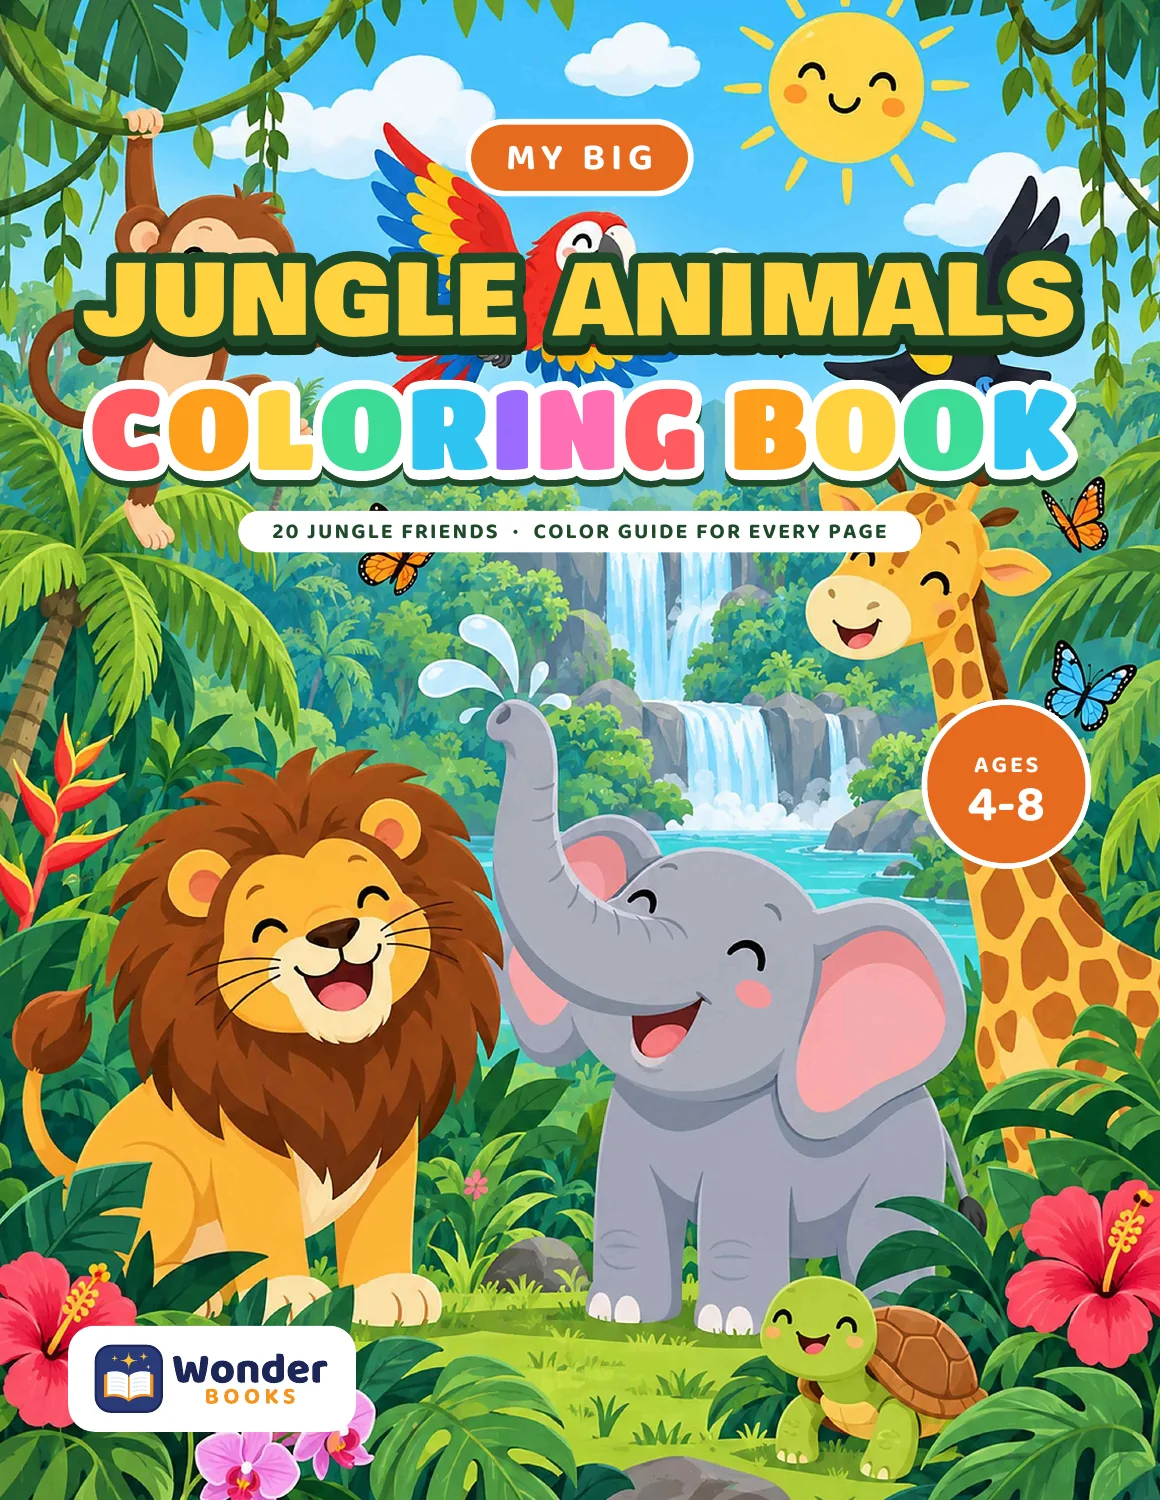 MY BIG
JUNGLE ANIMALS
COLORING BOOK
20 JUNGLE FRIENDS · COLOR GUIDE FOR EVERY PAGE
AGES
4-8
Wonder
BOOKS